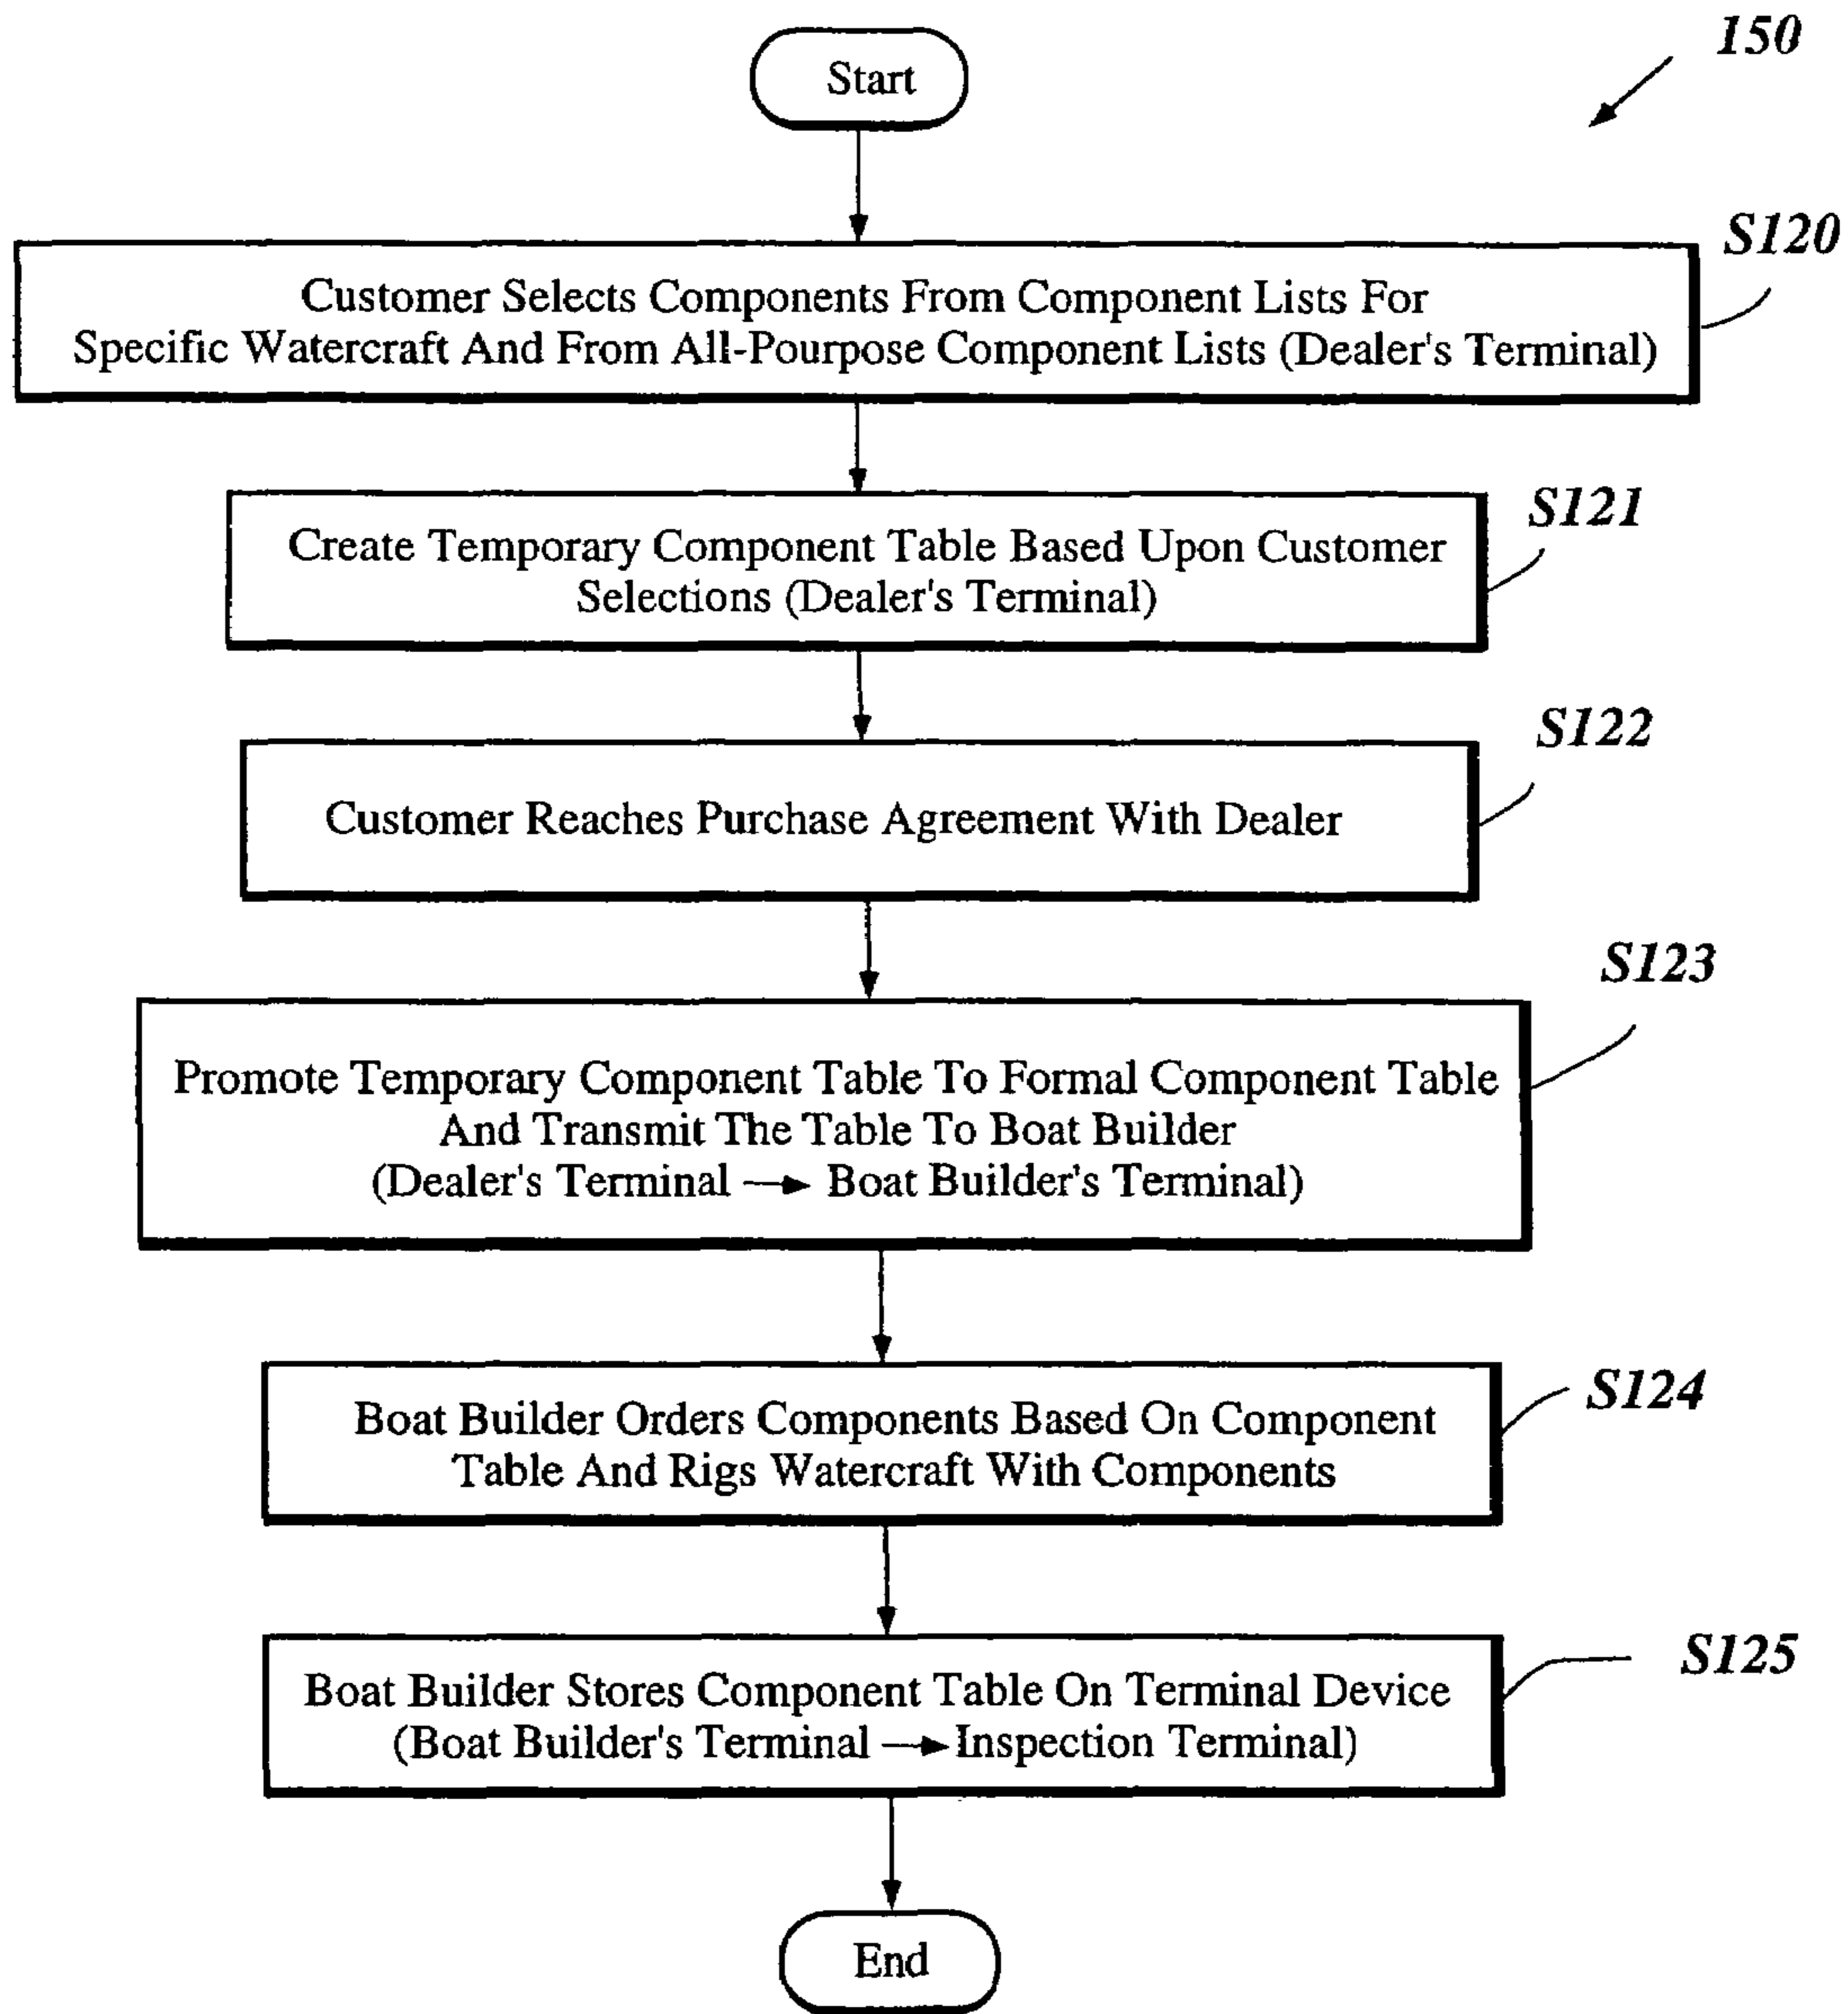 150
Start
S120
Customer Selects Components From Component Lists For
Specific Watercraft And From All-Pourpose Component Lists (Dealer's Terminal)
S121
Create Temporary Component Table Based Upon Customer
Selections (Dealer's Terminal)
S122
Customer Reaches Purchase Agreement With Dealer
S123
Promote Temporary Component Table To Formal Component Table
And Transmit The Table To Boat Builder
(Dealer's Terminal → Boat Builder's Terminal)
S124
Boat Builder Orders Components Based On Component
Table And Rigs Watercraft With Components
S125
Boat Builder Stores Component Table On Terminal Device
(Boat Builder's Terminal → Inspection Terminal)
End